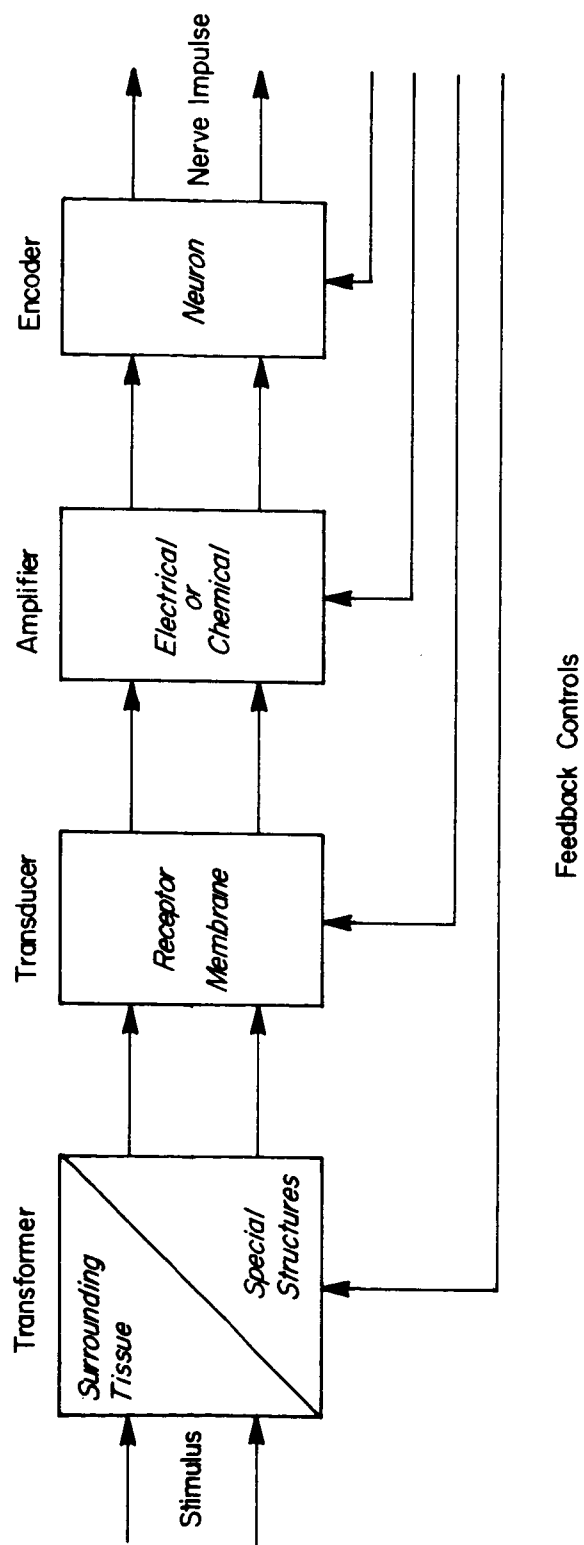 Transformer
Transducer
Amplifier
Encoder
Stimulus
Surrounding
Tissue
Special
Structures
Receptor
Membrane
Electrical
or
Chemical
Neuron
Nerve Impulse
Feedback Controls